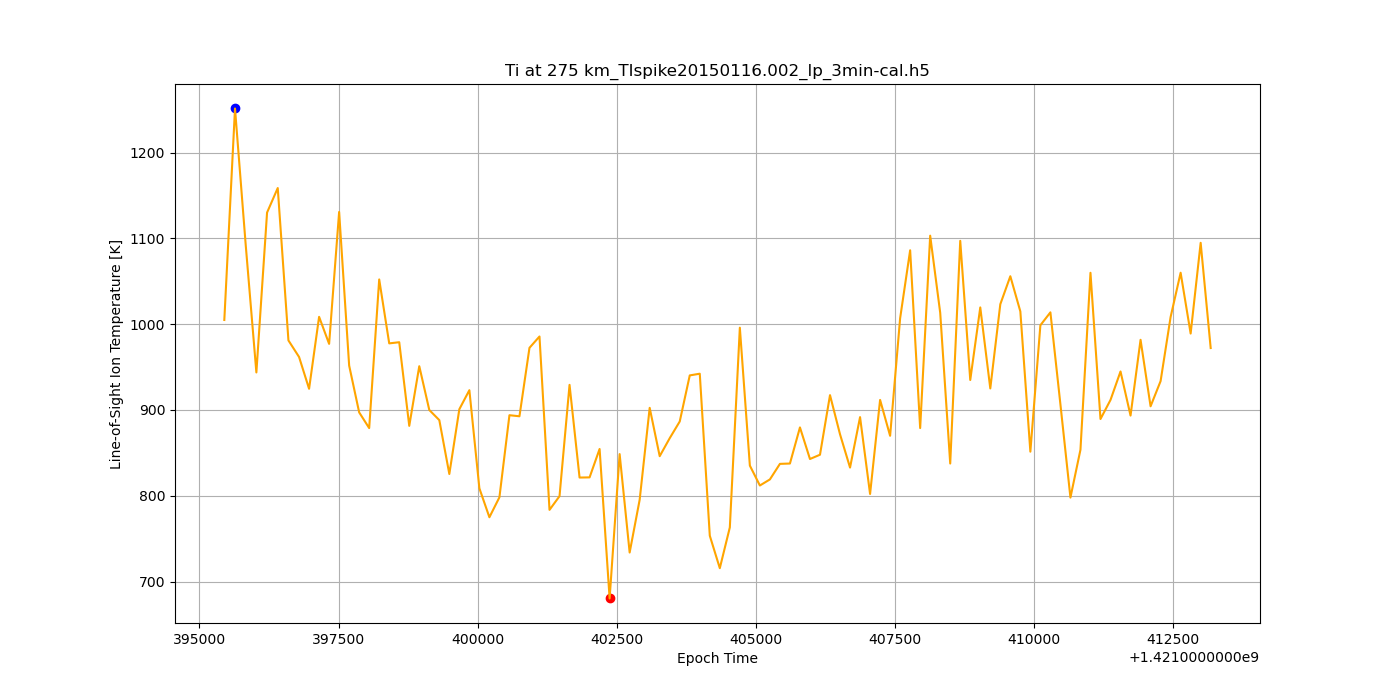 Ti at 275 km_TIspike20150116.002_lp_3min-cal.h5
Line-of-Sight Ion Temperature [K]
1200
1100
1000
900
800
700
395000 397500 400000 402500 405000 407500 410000 412500
Epoch Time
+1.4210000000e9